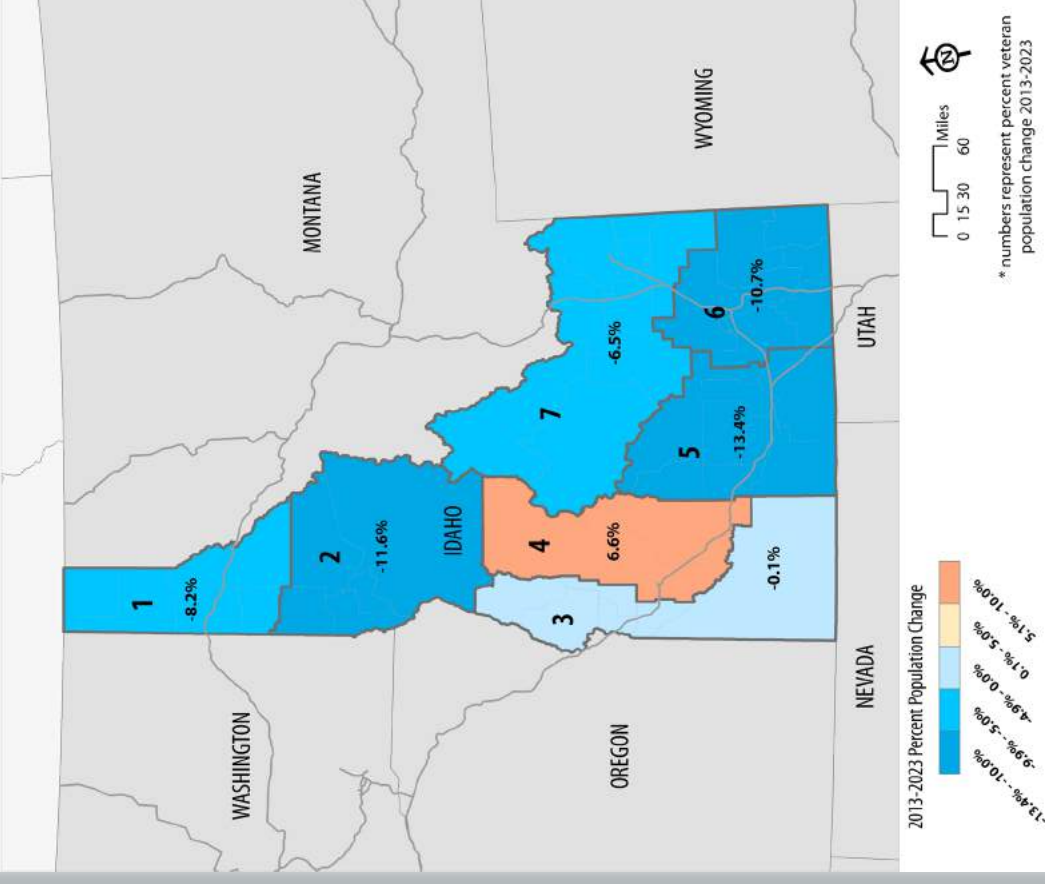 MONTANA
WYOMING
WASHINGTON
IDAHO
OREGON
NEVADA
UTAH
1
-8.2%
2
-11.6%
3
-0.1%
4
6.6%
5
-13.4%
6
-10.7%
7
-6.5%
N
Miles
0 15 30 60
* numbers represent percent veteran
population change 2013-2023
2013-2023 Percent Population Change
-13.4% - -10.0%
-9.9% - -5.0%
-4.9% - 0.0%
0.1% - 5.0%
5.1% - 10.0%